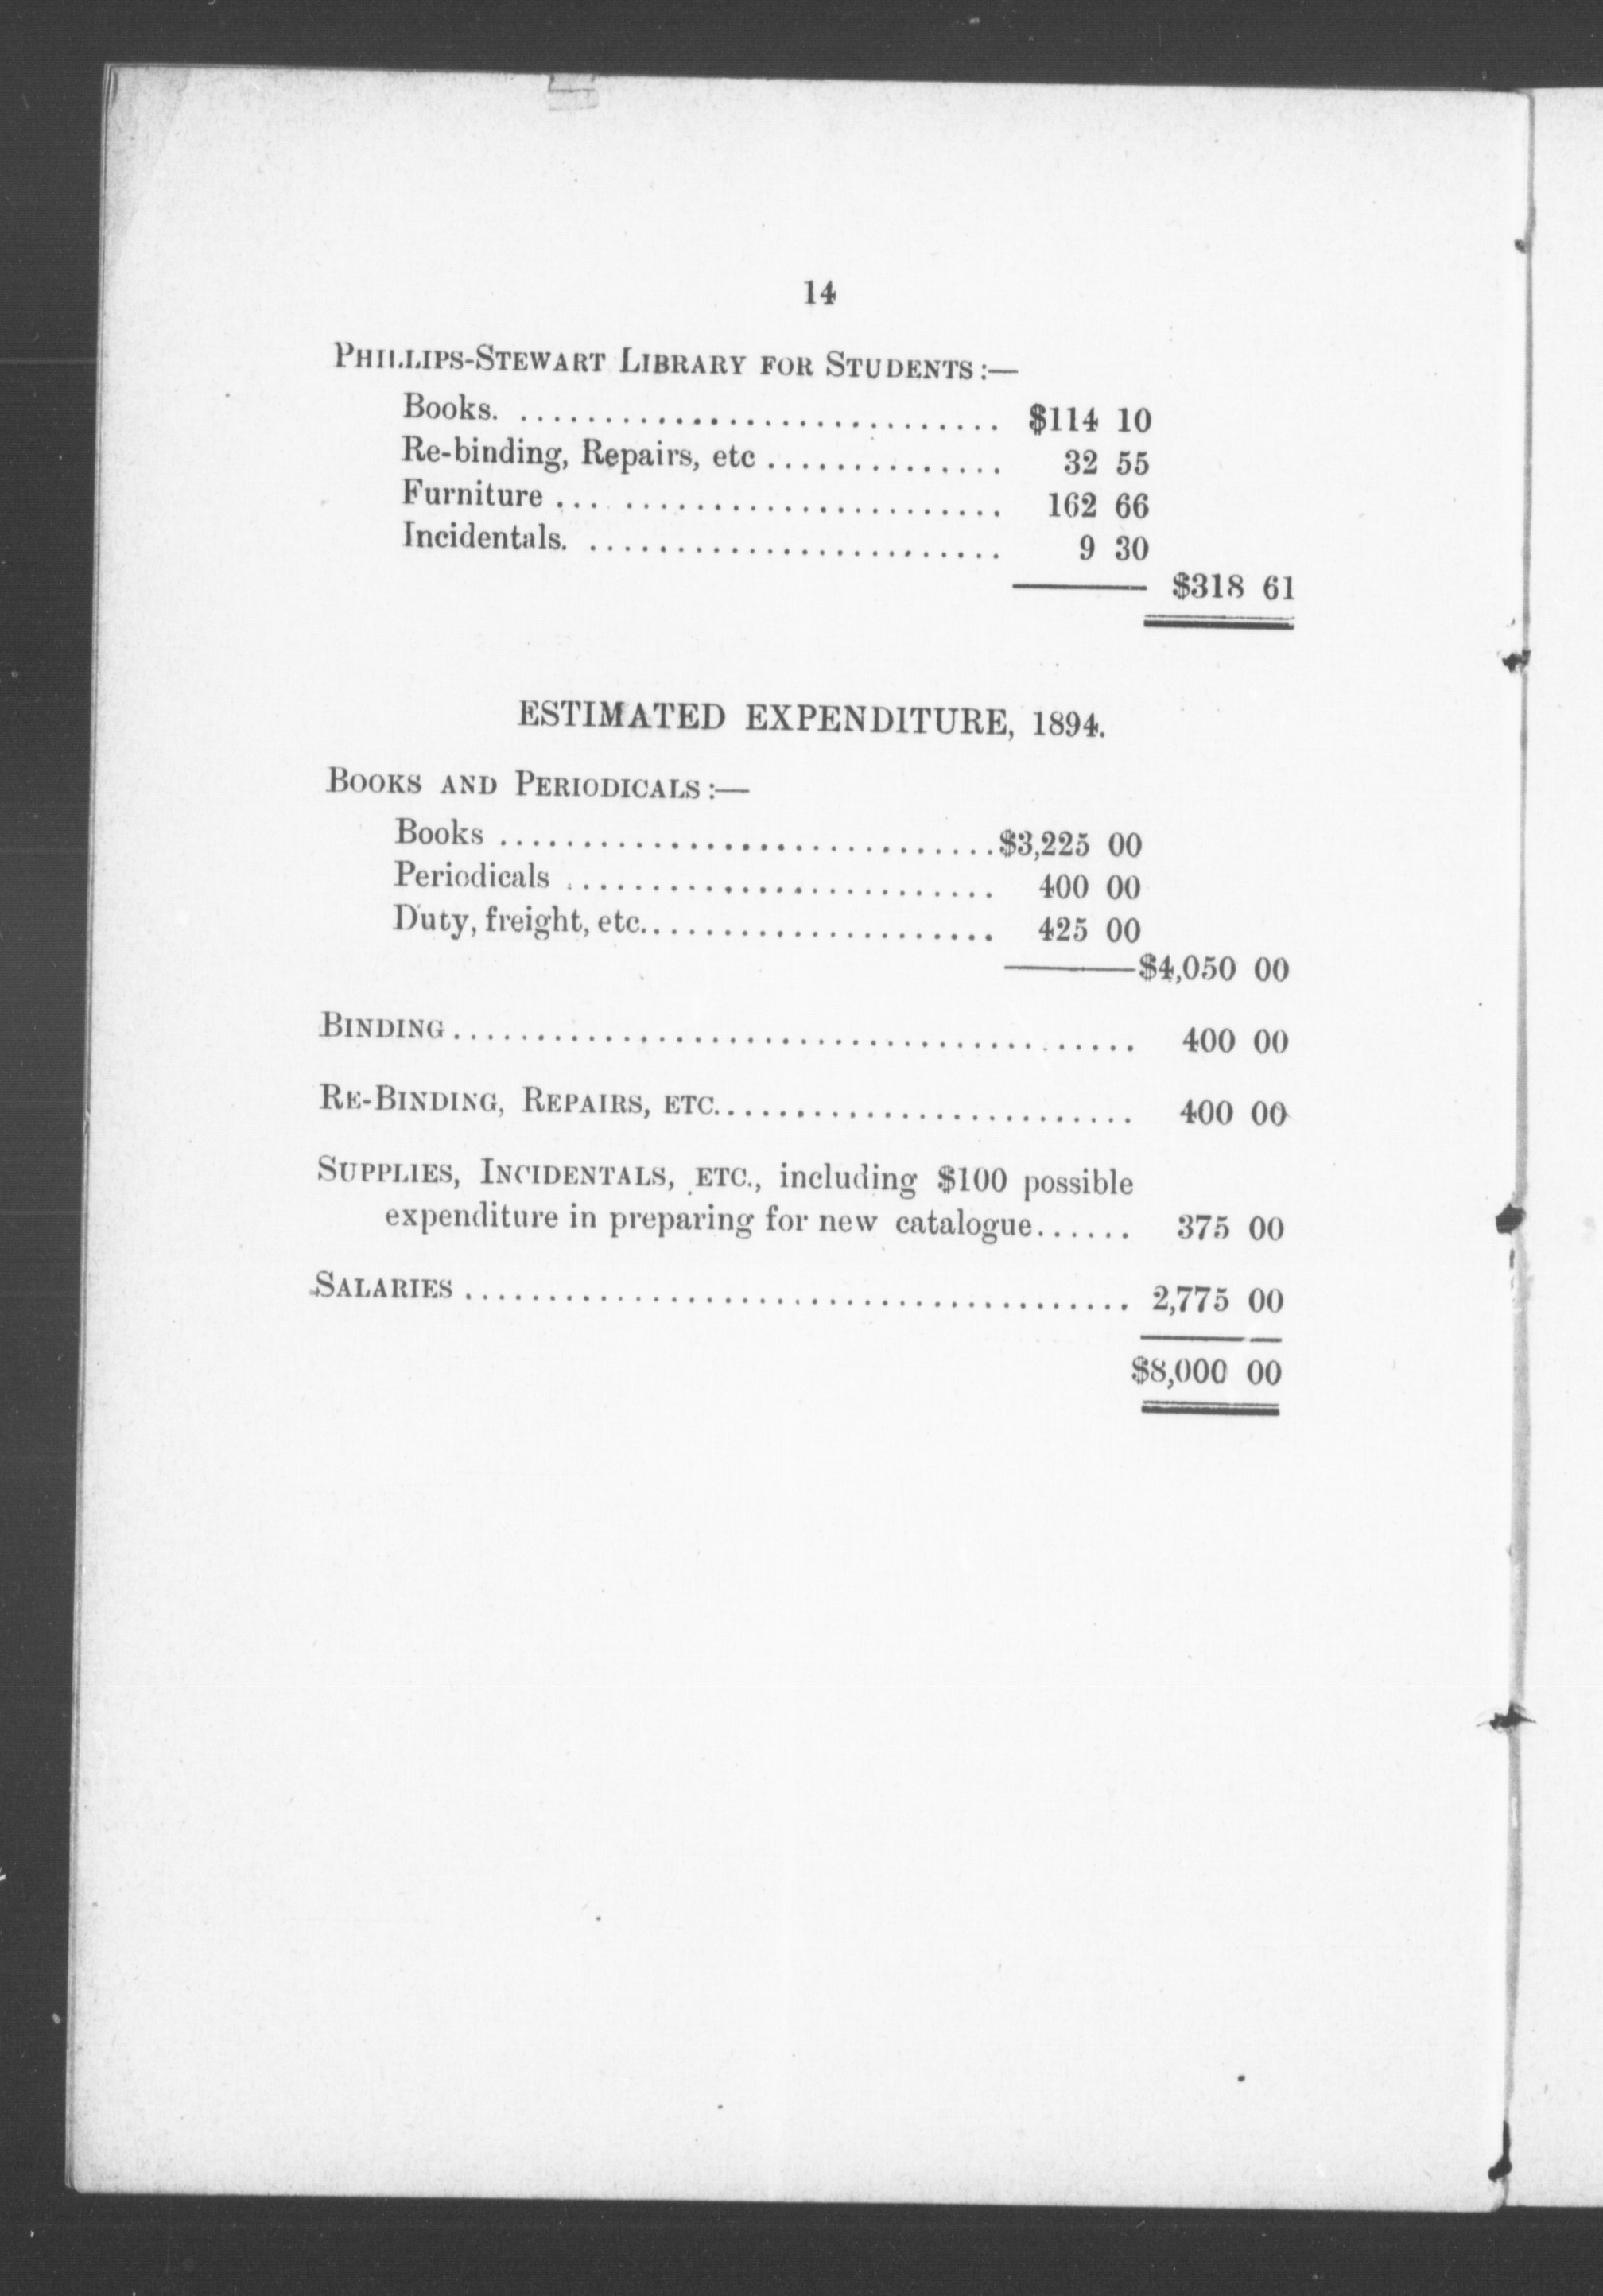 14
PHILLIPS-STEWART LIBRARY FOR STUDENTS:—
Books. ............................ $114 10
Re-binding, Repairs, etc .............. 32 55
Furniture ... ...................... 162 66
Incidentals. ........................ 9 30
$318 61
ESTIMATED EXPENDITURE, 1894.
BOOKS AND PERIODICALS:—
Books .............................$3,225 00
Periodicals ......................... 400 00
Duty, freight, etc..................... 425 00
$4,050 00
BINDING........................................ 400 00
RE-BINDING, REPAIRS, ETC......................... 400 00
SUPPLIES, INCIDENTALS, ETC., including $100 possible
expenditure in preparing for new catalogue...... 375 00
SALARIES ....................................... 2,775 00
$8,000 00